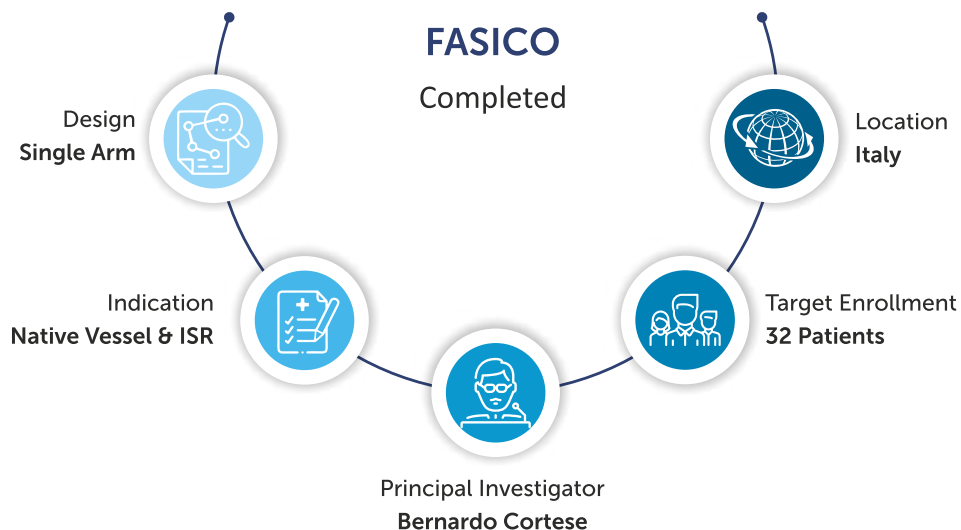 FASICO
Completed
Design
Single Arm
Indication
Native Vessel & ISR
Principal Investigator
Bernardo Cortese
Target Enrollment
32 Patients
Location
Italy